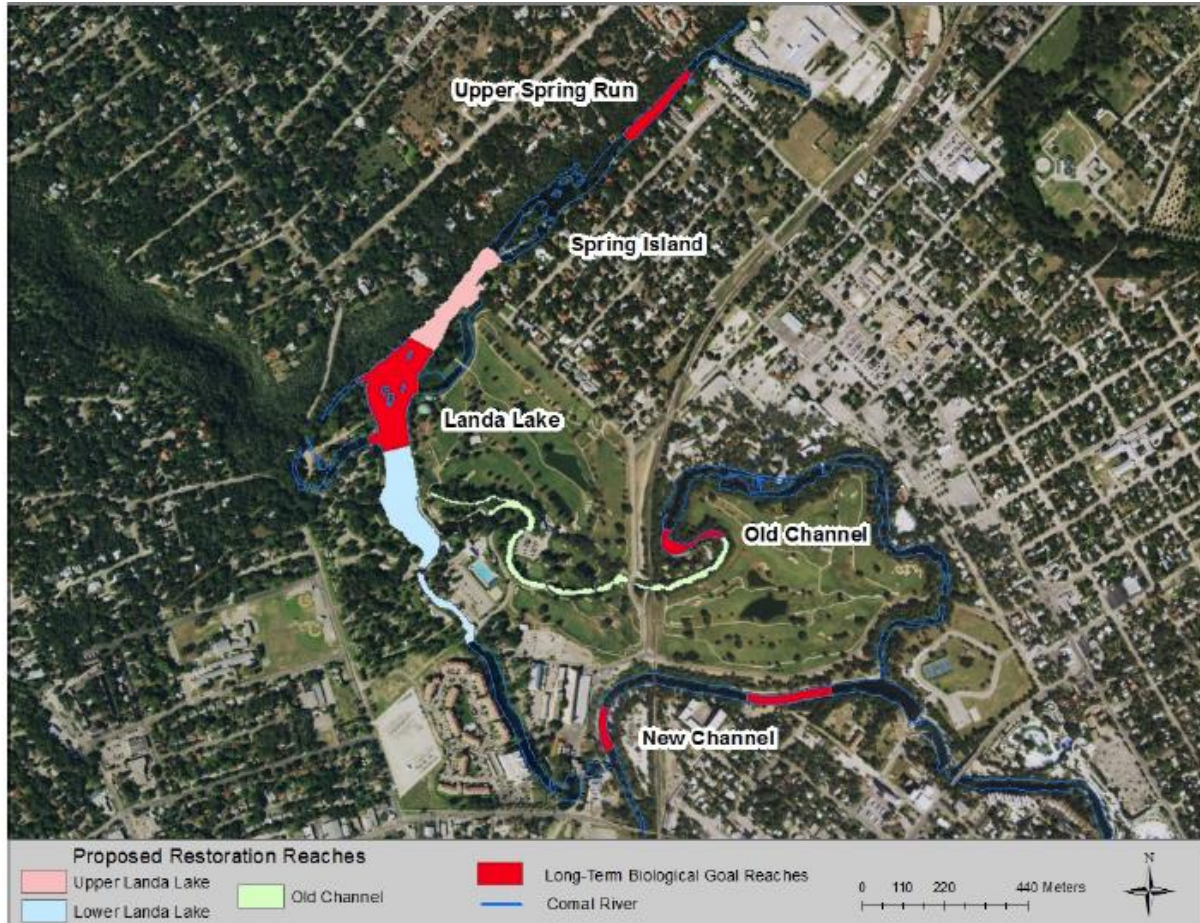 Upper Spring Run
Spring Island
Landa Lake
Old Channel
New Channel
Proposed Restoration Reaches
Upper Landa Lake
Lower Landa Lake
Old Channel
Long-Term Biological Goal Reaches
Comal River
N
0 110 220 440 Meters